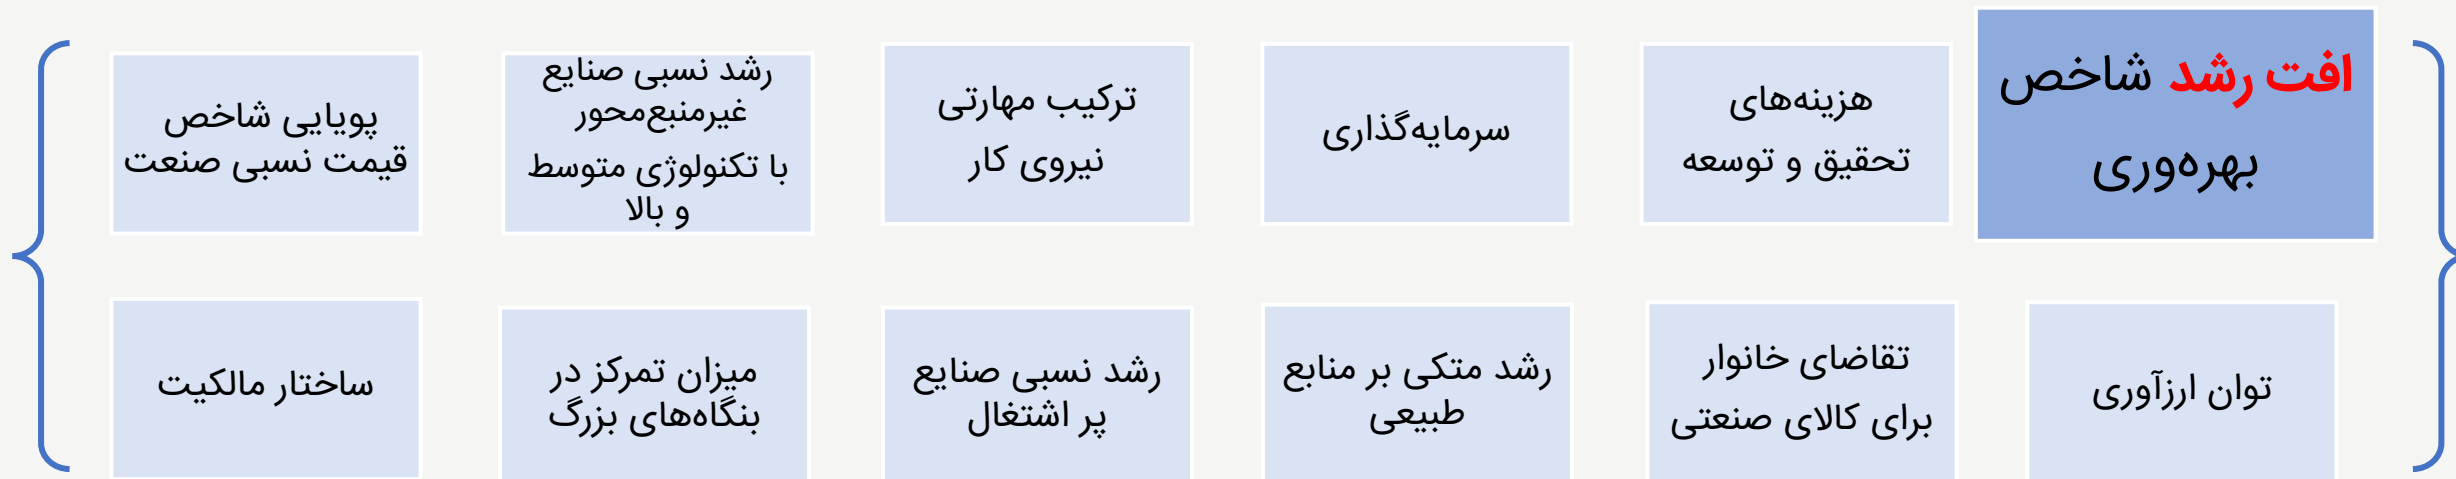 افت رشد شاخص
بهره‌وری
هزینه‌های
تحقیق و توسعه
سرمایه‌گذاری
ترکیب مهارتی
نیروی کار
رشد نسبی صنایع
غیرمنبع‌محور
با تکنولوژی متوسط
و بالا
پویایی شاخص
قیمت نسبی صنعت
توان ارزآوری
تقاضای خانوار
برای کالای صنعتی
رشد متکی بر منابع
طبیعی
رشد نسبی صنایع
پر اشتغال
میزان تمرکز در
بنگاه‌های بزرگ
ساختار مالکیت